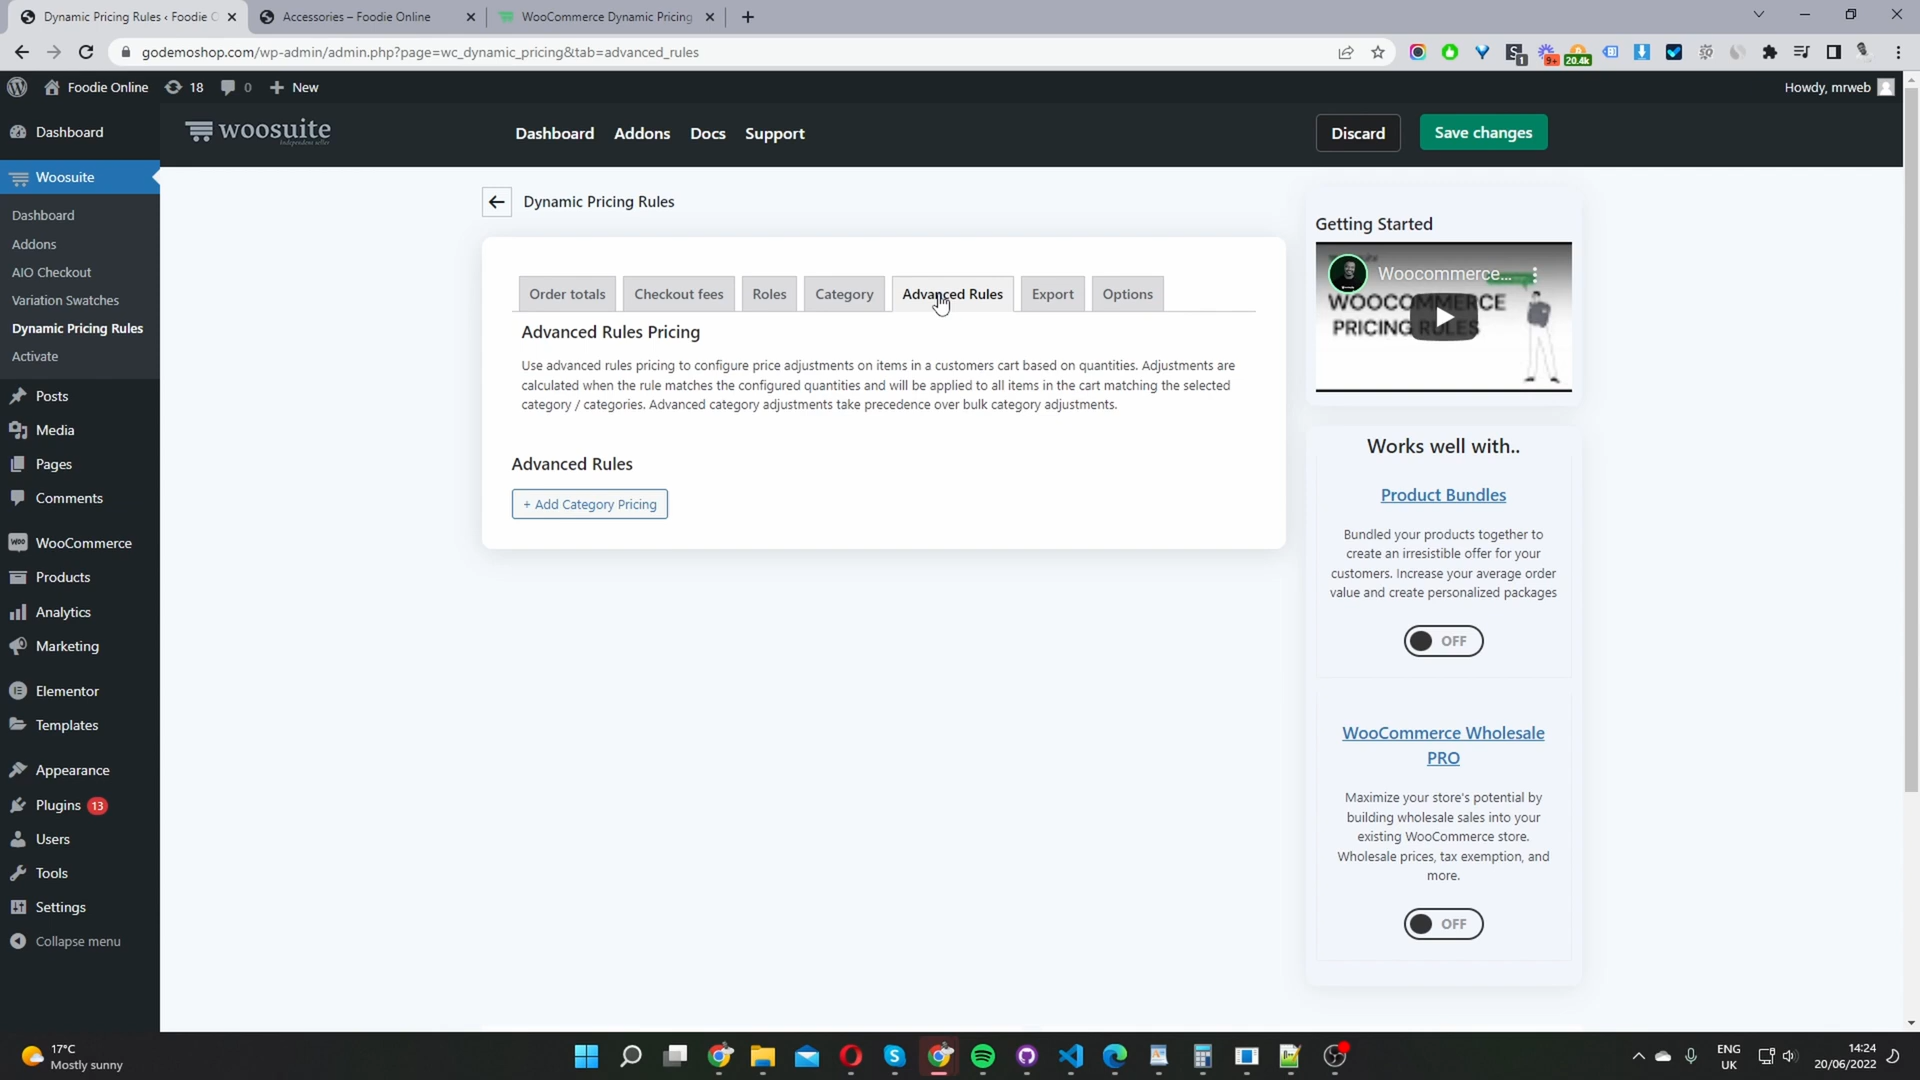 Dynamic Pricing Rules ‹ Foodie O
Accessories – Foodie Online
WooCommerce Dynamic Pricing
godemoshop.com/wp-admin/admin.php?page=wc_dynamic_pricing&tab=advanced_rules
1
9+
20.4k
Foodie Online
18
0
New
Howdy, mrweb
Dashboard
Woosuite
Dashboard
Addons
AIO Checkout
Variation Swatches
Dynamic Pricing Rules
Activate
Posts
Media
Pages
Comments
WooCommerce
Products
Analytics
Marketing
Elementor
Templates
Appearance
Plugins 13
Users
Tools
Settings
Collapse menu
woosuite
Independent seller
Dashboard
Addons
Docs
Support
Discard
Save changes
Dynamic Pricing Rules
Order totals
Checkout fees
Roles
Category
Advanced Rules
Export
Options
Advanced Rules Pricing
Use advanced rules pricing to configure price adjustments on items in a customers cart based on quantities. Adjustments are
calculated when the rule matches the configured quantities and will be applied to all items in the cart matching the selected
category / categories. Advanced category adjustments take precedence over bulk category adjustments.
Advanced Rules
+ Add Category Pricing
Getting Started
Woocommerce...
WOOCOMMERCE
PRICING RULES
Works well with..
Product Bundles
Bundled your products together to
create an irresistible offer for your
customers. Increase your average order
value and create personalized packages
OFF
WooCommerce Wholesale
PRO
Maximize your store's potential by
building wholesale sales into your
existing WooCommerce store.
Wholesale prices, tax exemption, and
more.
OFF
17°C
Mostly sunny
ENG
UK
14:24
20/06/2022